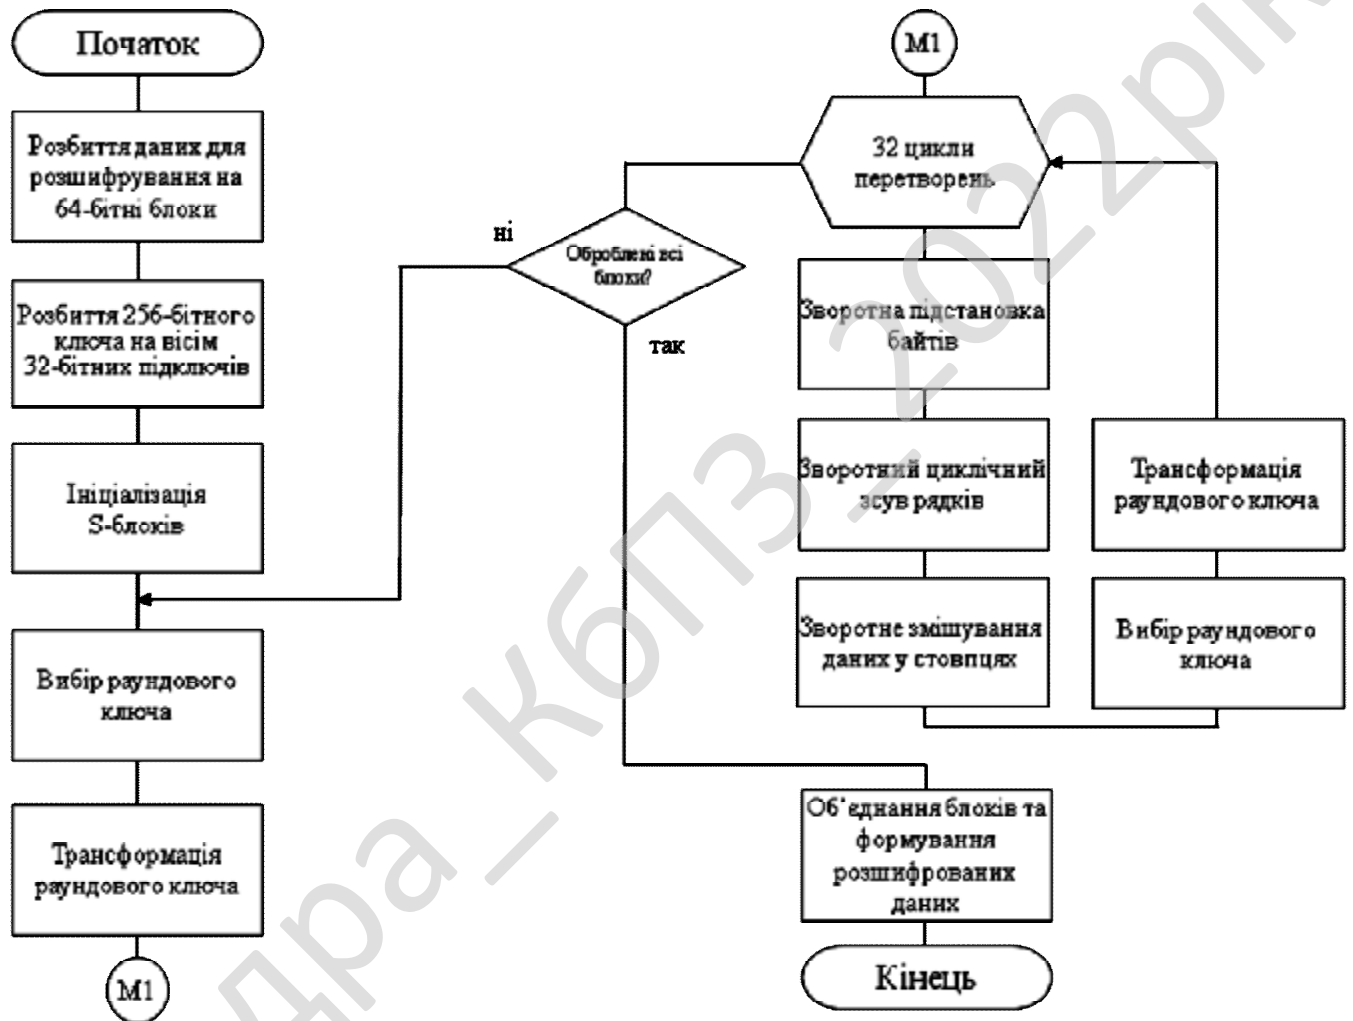 Початок
Розбиття даних для
розшифрування на
64-бітні блоки
Розбиття 256-бітного
ключа на вісім
32-бітних підключів
Ініціалізація
S-блоків
Вибір раундового
ключа
Трансформація
раундового ключа
М1
М1
32 цикли
перетворень
Оброблені всі
блоки?
ні
так
Зворотна підстановка
байтів
Зворотний циклічний
зсув рядків
Зворотне змішування
даних у стовпцях
Трансформація
раундового ключа
Вибір раундового
ключа
Об'єднання блоків та
формування
розшифрованих
даних
Кінець
дра_КбПЗ_2022рік